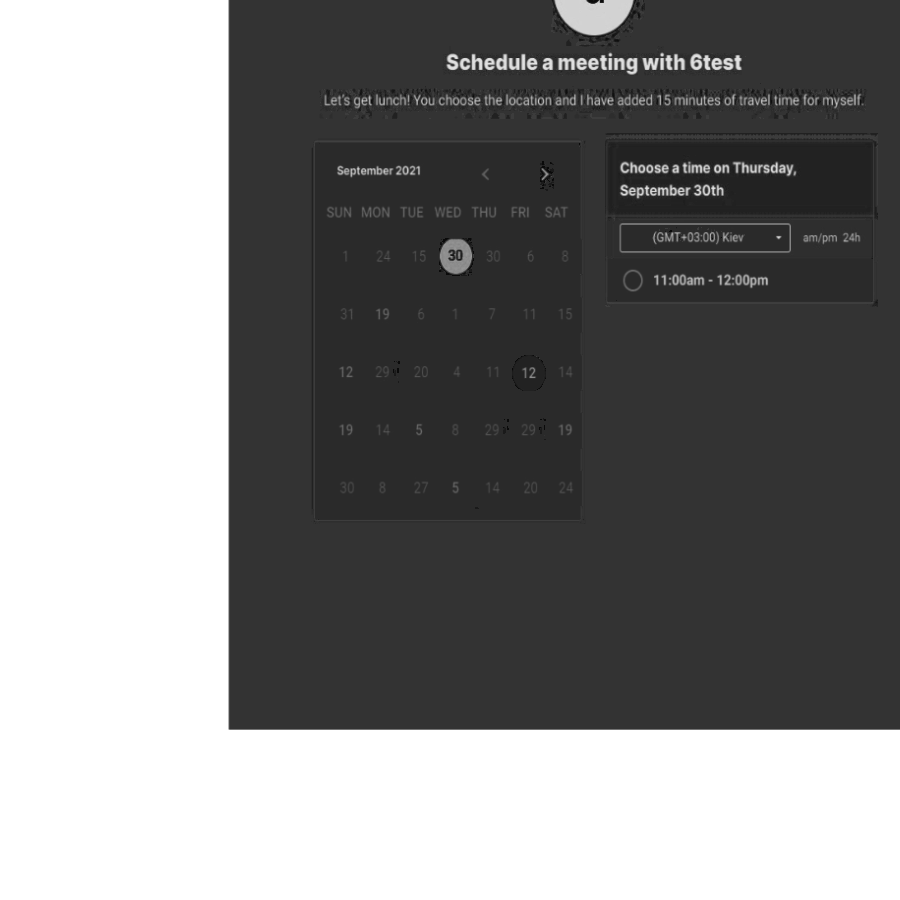 Schedule a meeting with 6test
Let's get lunch! You choose the location and I have added 15 minutes of travel time for myself.
September 2021
SUN MON TUE WED THU FRI SAT
1 24 15 30 30 6 8
31 19 6 1 7 11 15
12 29 20 4 11 12 14
19 14 5 8 29 29 19
30 8 27 5 14 20 24
Choose a time on Thursday,
September 30th
(GMT+03:00) Kiev am/pm 24h
11:00am - 12:00pm